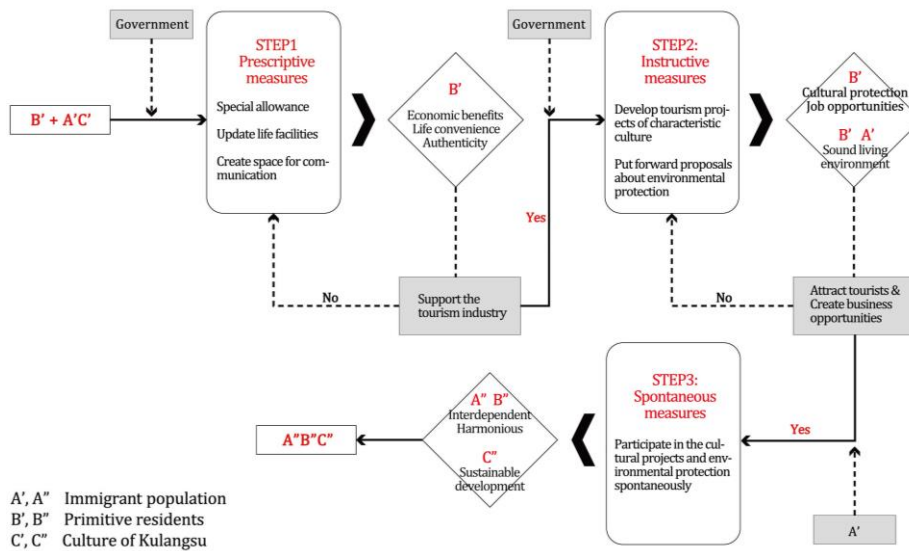 Government
STEP1
Prescriptive
measures
Special allowance
Update life facilities
Create space for com-
munication
B’ + A’C’
B’
Economic benefits
Life convenience
Authenticity
Government
STEP2:
Instructive
measures
Develop tourism proj-
ects of characteristic
culture
Put forward proposals
about environmental
protection
B’
Cultural protection
Job opportunities
B’ A’
Sound living
environment
Yes
No
Support the
tourism industry
No
Attract tourists &
Create business
opportunities
A”B”C”
A” B”
Interdependent
Harmonious
C”
Sustainable
development
STEP3:
Spontaneous
measures
Participate in the cul-
tural projects and env-
ironmental protection
spontaneously
Yes
A’
A’, A” Immigrant population
B’, B” Primitive residents
C’, C” Culture of Kulangsu